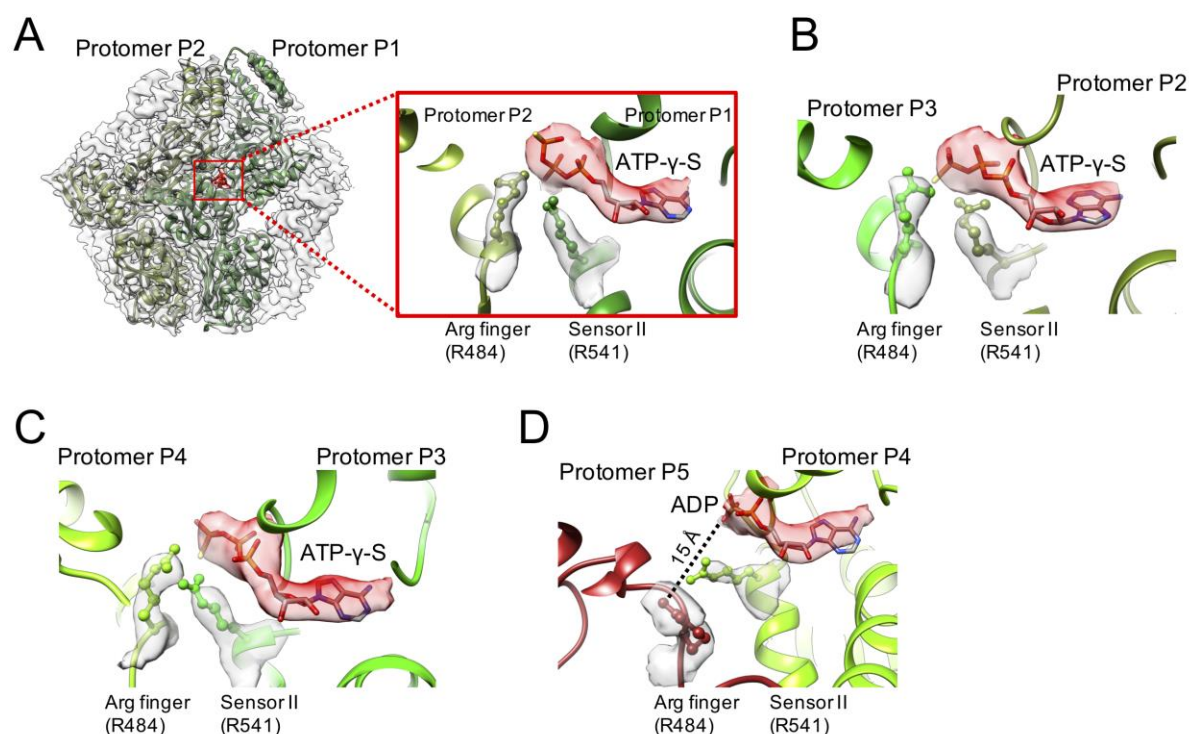 A
Protomer P2 Protomer P1
Protomer P2 Protomer P1
ATP-γ-S
Arg finger Sensor II
(R484) (R541)
B
Protomer P2
Protomer P3
ATP-γ-S
Arg finger Sensor II
(R484) (R541)
C
Protomer P4 Protomer P3
ATP-γ-S
Arg finger Sensor II
(R484) (R541)
D
Protomer P5 Protomer P4
ADP
15 Å
Arg finger Sensor II
(R484) (R541)